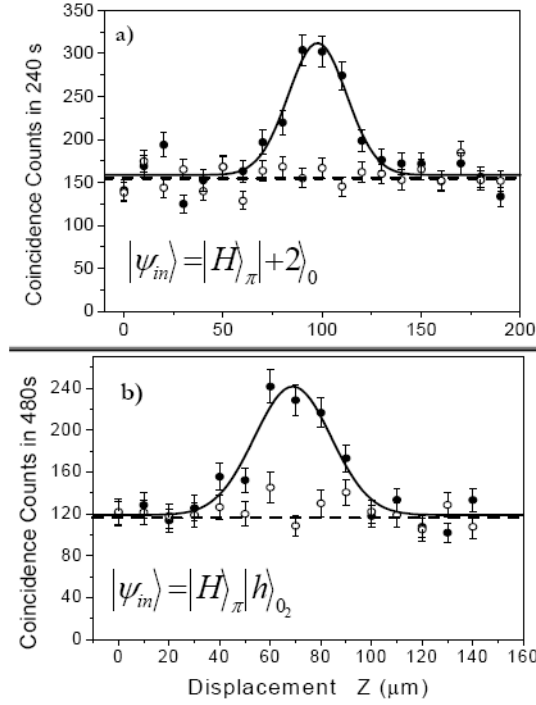 a)
Coincidence Counts in 240 s
350
300
250
200
150
100
50
0
|ψin⟩=|H⟩π|+2⟩0
0 50 100 150 200
b)
Coincidence Counts in 480s
240
200
160
120
80
40
0
|ψin⟩=|H⟩π|h⟩02
0 20 40 60 80 100 120 140 160
Displacement Z (μm)